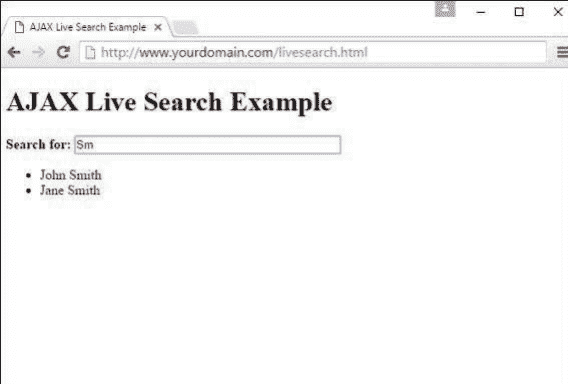 AJAX Live Search Example
http://www.yourdomain.com/livesearch.html
AJAX Live Search Example
Search for: Sm
• John Smith
• Jane Smith